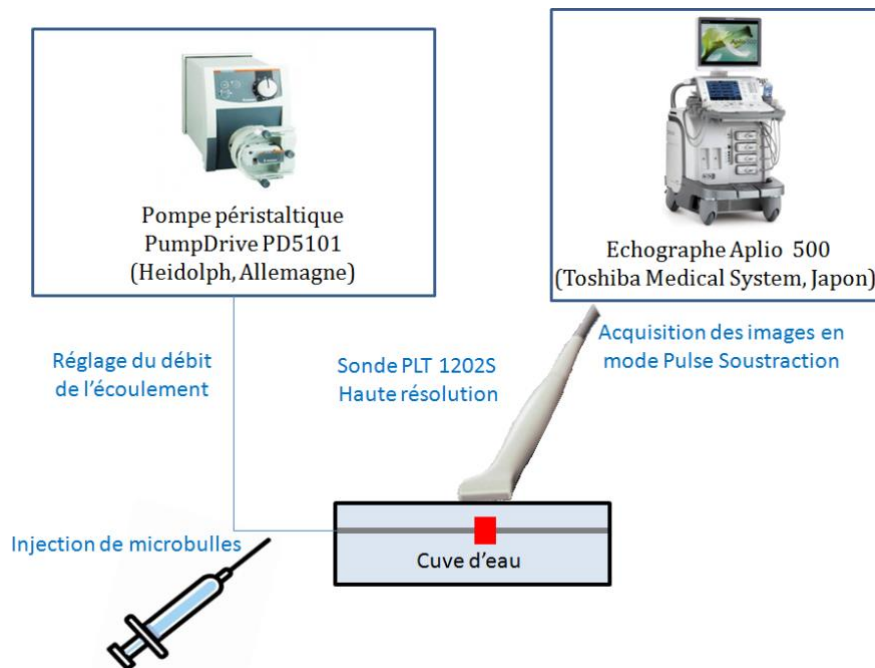 Pompe péristaltique
PumpDrive PD5101
(Heidolph, Allemagne)
Echographe Aplio 500
(Toshiba Medical System, Japon)
Réglage du débit
de l'écoulement
Sonde PLT 1202S
Haute résolution
Acquisition des images en
mode Pulse Soustraction
Injection de microbulles
Cuve d'eau